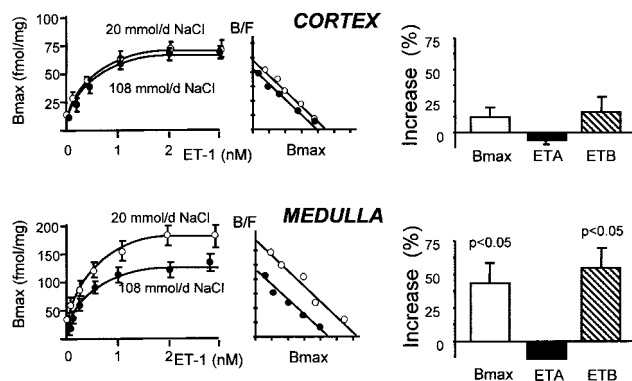 CORTEX
Bmax (fmol/mg)
100
75
50
25
0
20 mmol/d NaCl
108 mmol/d NaCl
0 1 2 3
ET-1 (nM)
B/F
Bmax
Increase (%)
75
25
0
Bmax ETA ETB
MEDULLA
Bmax (fmol/mg)
200
150
100
50
0
20 mmol/d NaCl
108 mmol/d NaCl
0 1 2 3
ET-1 (nM)
B/F
Bmax
Increase (%)
75
50
25
0
p<0.05
p<0.05
Bmax ETA ETB